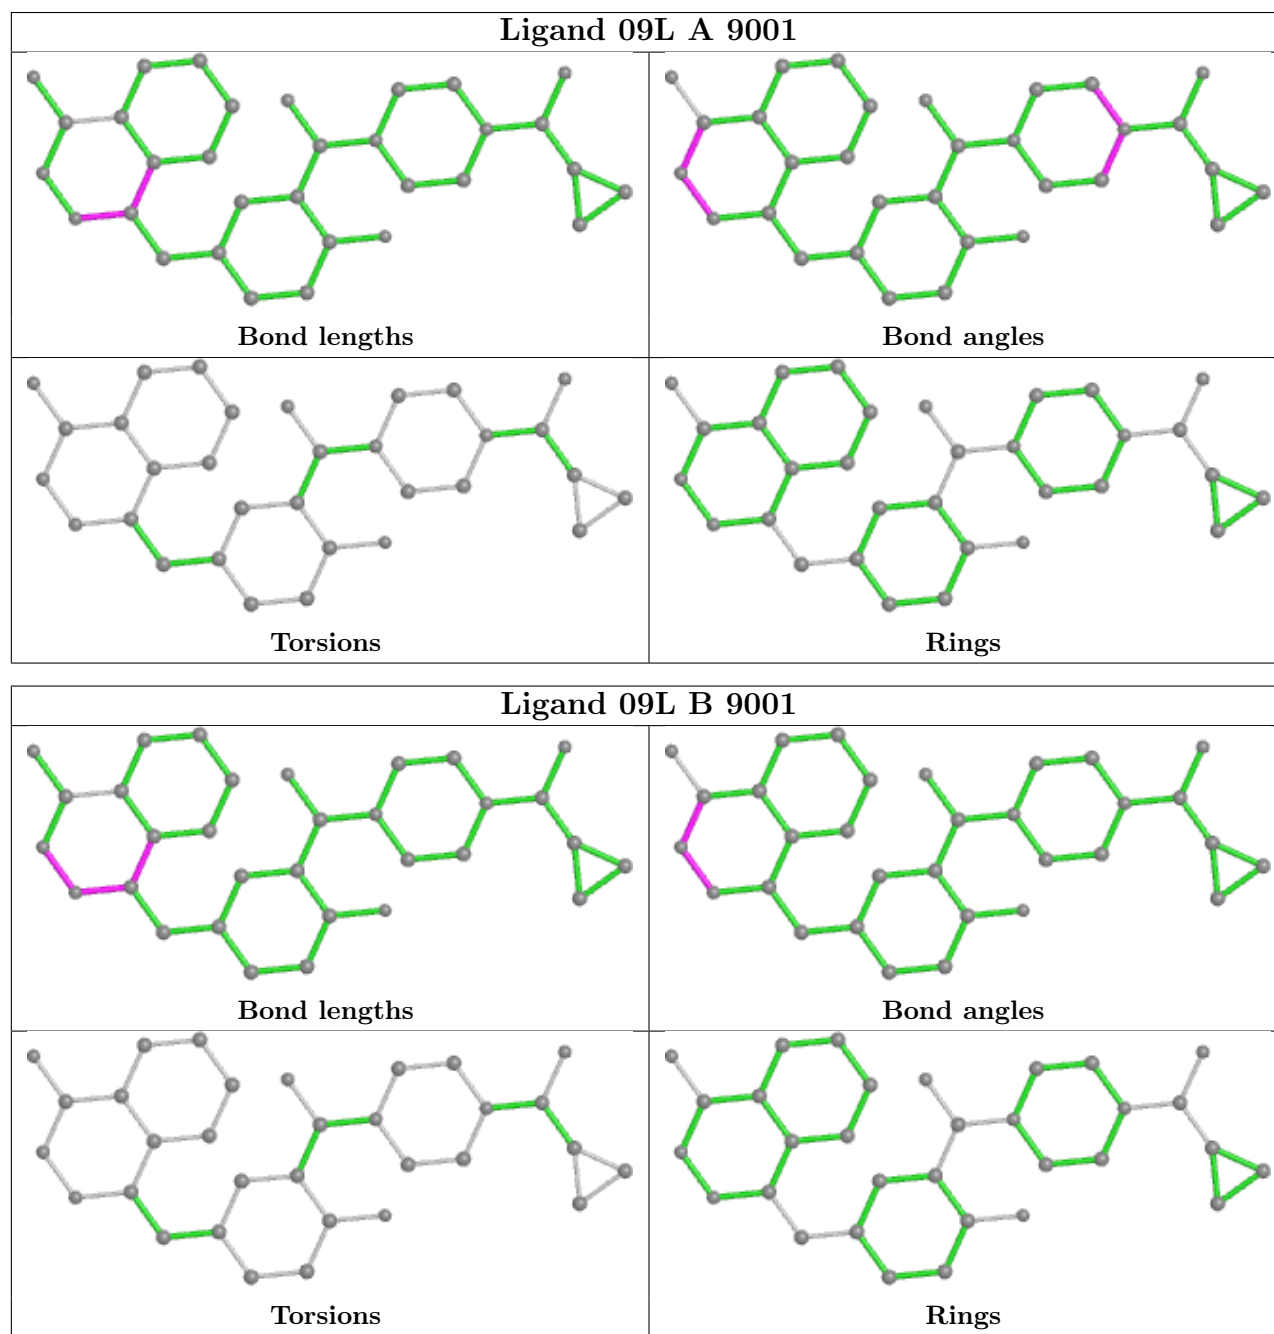 Ligand 09L A 9001
Bond lengths
Bond angles
Torsions
Rings
Ligand 09L B 9001
Bond lengths
Bond angles
Torsions
Rings